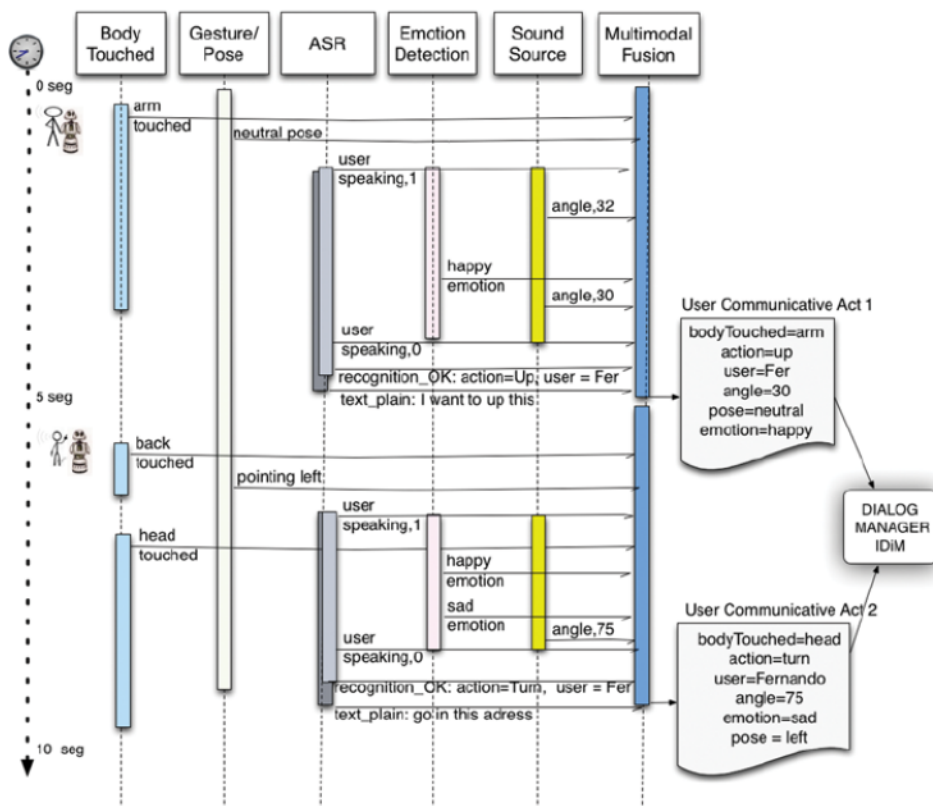 Body
Touched
Gesture/
Pose
ASR
Emotion
Detection
Sound
Source
Multimodal
Fusion
0 seg
arm
touched
neutral pose
user
speaking,1
angle,32
happy
emotion
angle,30
user
speaking,0
recognition_OK: action=Up, user = Fer
text_plain: I want to up this
5 seg
User Communicative Act 1
bodyTouched=arm
action=up
user=Fer
angle=30
pose=neutral
emotion=happy
back
touched
pointing left
user
speaking,1
head
touched
happy
emotion
sad
emotion
angle,75
user
speaking,0
recognition_OK: action=Turn, user = Fer
text_plain: go in this adress
10 seg
DIALOG
MANAGER
IDiM
User Communicative Act 2
bodyTouched=head
action=turn
user=Fernando
angle=75
emotion=sad
pose = left